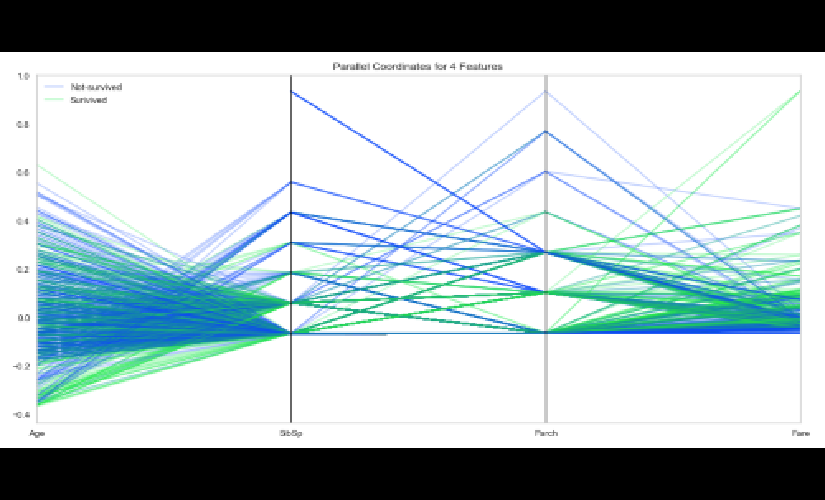 Parallel Coordinates for 4 Features
Not-survived
Survived
1.0
0.8
0.6
0.4
0.2
0.0
-0.2
-0.4
Age
SibSp
Parch
Fare